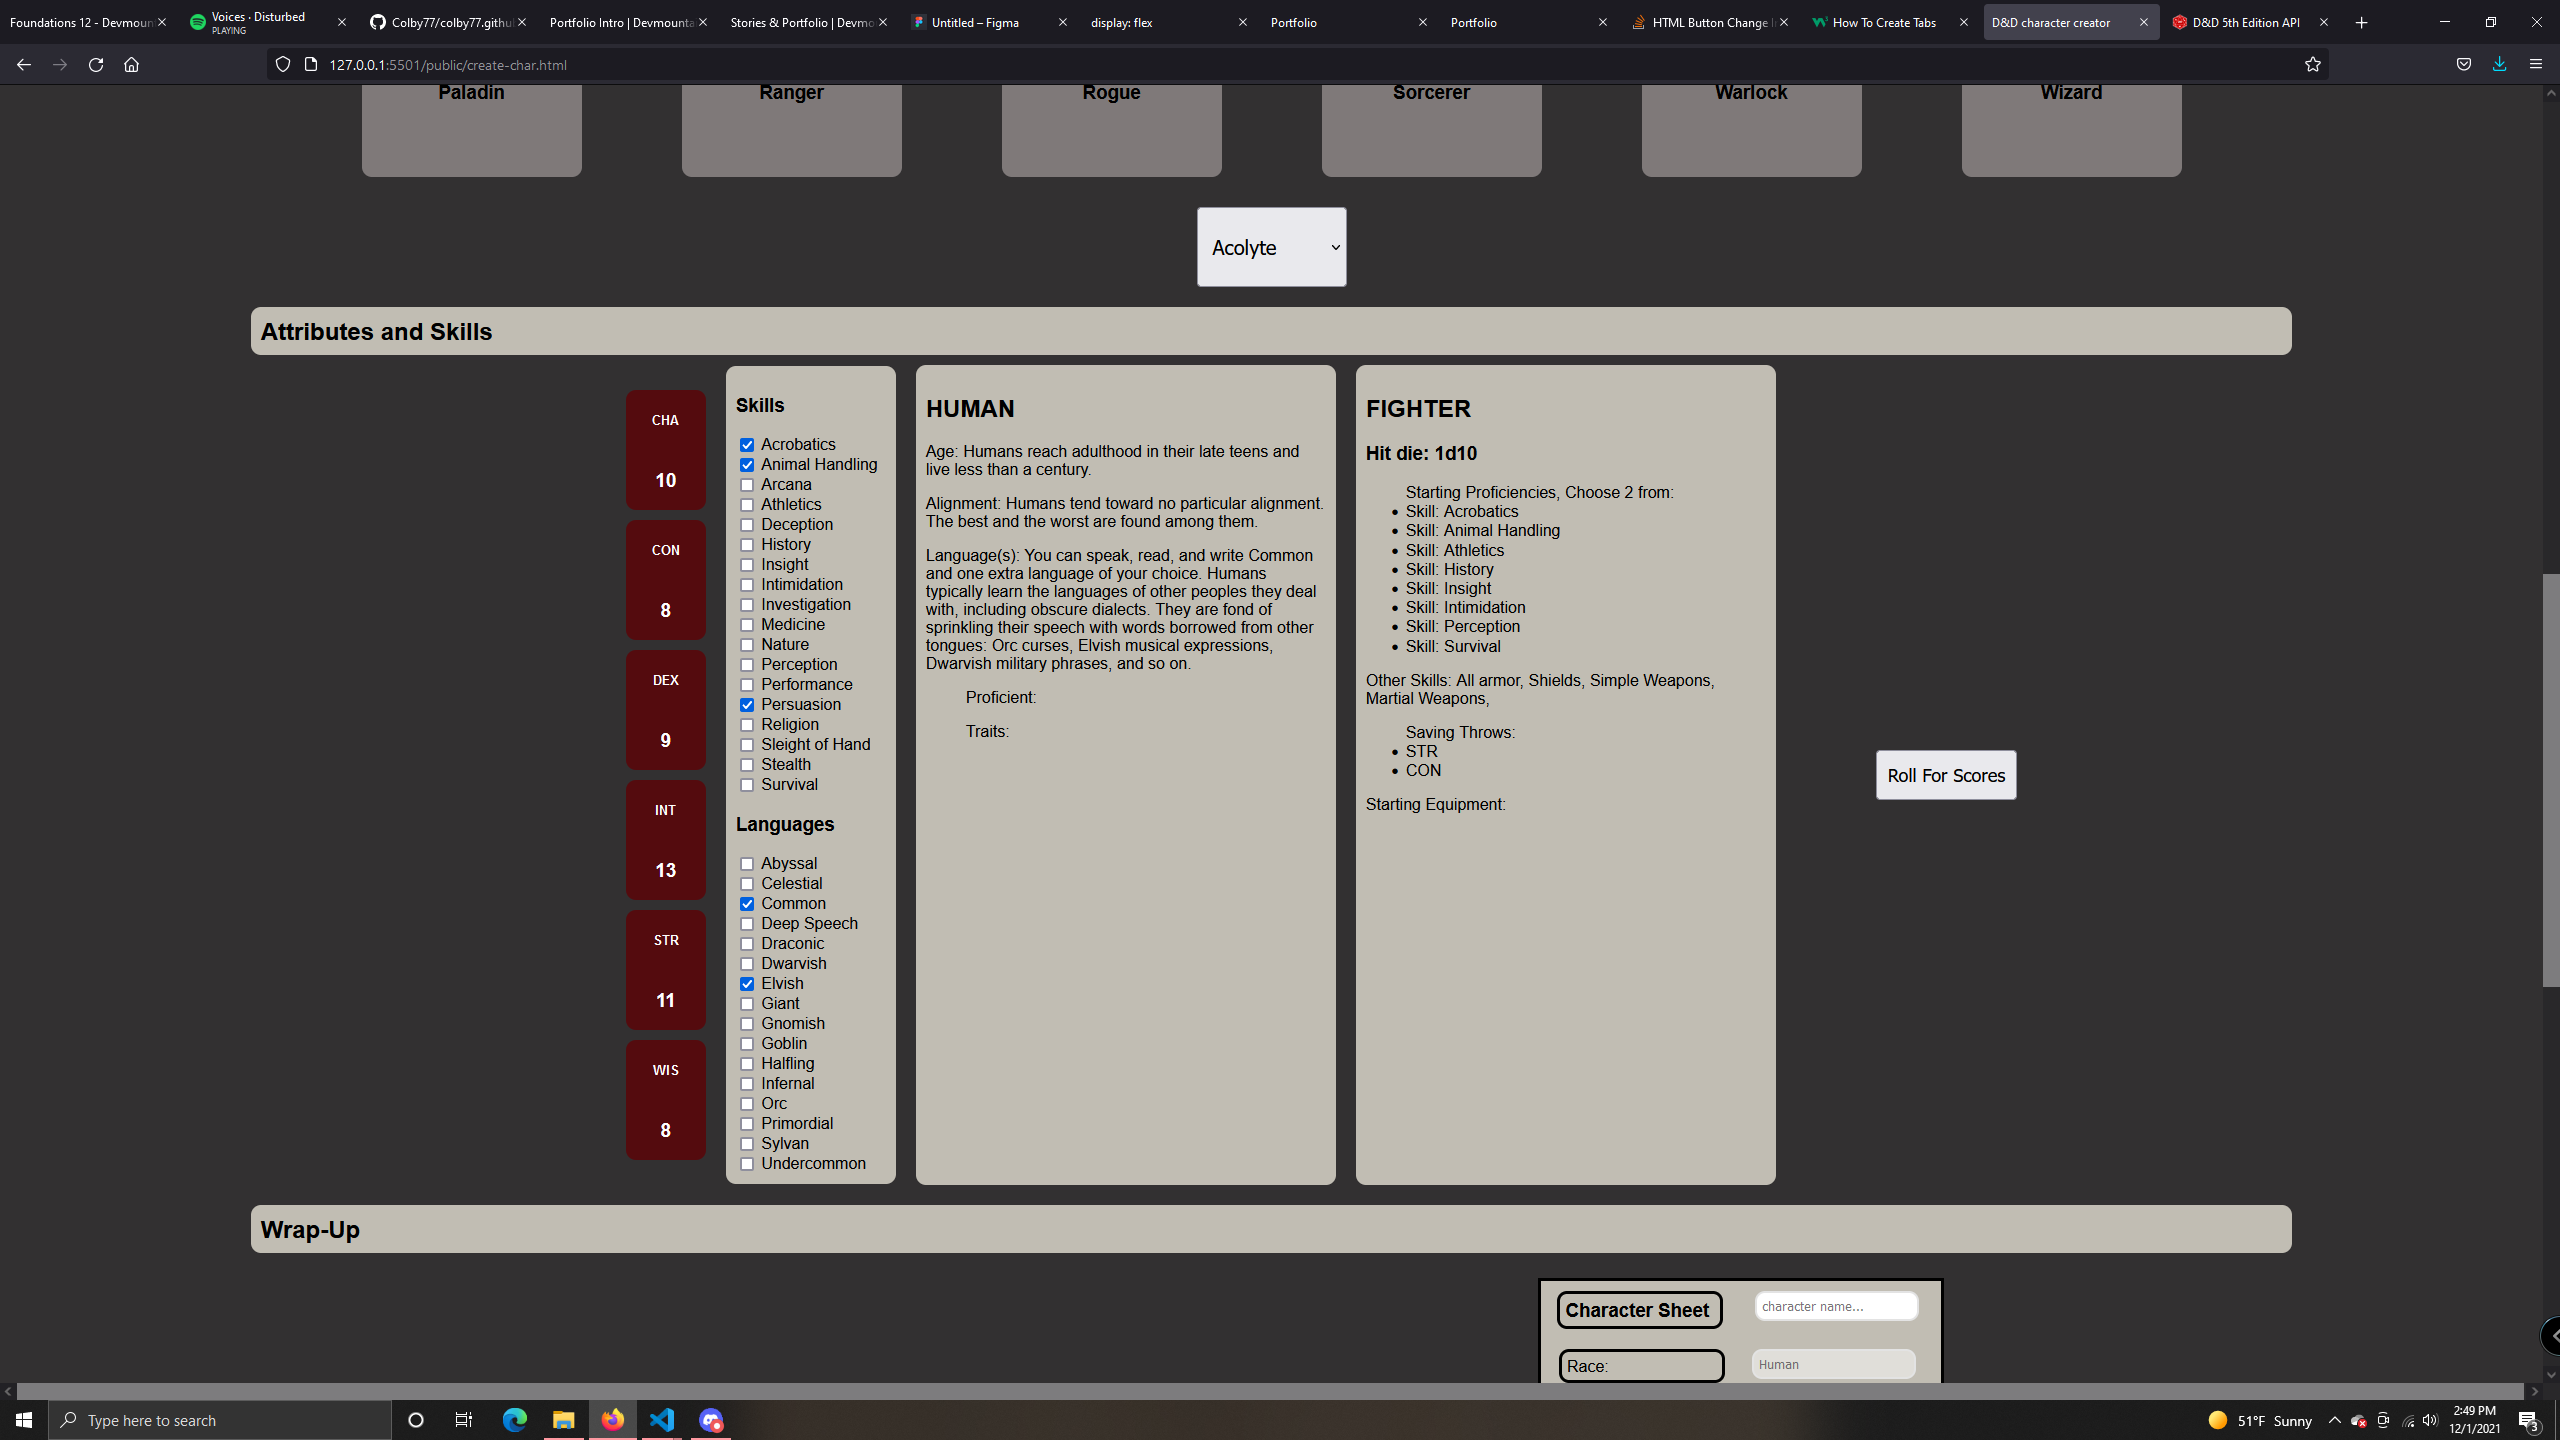 Foundations 12 - Devmoun
Voices · Disturbed
PLAYING
Colby77/colby77.githu
Portfolio Intro | Devmounta
Stories & Portfolio | Devmo
Untitled – Figma
display: flex
Portfolio
Portfolio
HTML Button Change I
How To Create Tabs
D&D character creator
D&D 5th Edition API
127.0.0.1:5501/public/create-char.html
Paladin
Ranger
Rogue
Sorcerer
Warlock
Wizard
Acolyte
Attributes and Skills
CHA
10
CON
8
DEX
9
INT
13
STR
11
WIS
8
Skills
Acrobatics
Animal Handling
Arcana
Athletics
Deception
History
Insight
Intimidation
Investigation
Medicine
Nature
Perception
Performance
Persuasion
Religion
Sleight of Hand
Stealth
Survival
Languages
Abyssal
Celestial
Common
Deep Speech
Draconic
Dwarvish
Elvish
Giant
Gnomish
Goblin
Halfling
Infernal
Orc
Primordial
Sylvan
Undercommon
HUMAN
Age: Humans reach adulthood in their late teens and
live less than a century.
Alignment: Humans tend toward no particular alignment.
The best and the worst are found among them.
Language(s): You can speak, read, and write Common
and one extra language of your choice. Humans
typically learn the languages of other peoples they deal
with, including obscure dialects. They are fond of
sprinkling their speech with words borrowed from other
tongues: Orc curses, Elvish musical expressions,
Dwarvish military phrases, and so on.
Proficient:
Traits:
FIGHTER
Hit die: 1d10
Starting Proficiencies, Choose 2 from:
Skill: Acrobatics
Skill: Animal Handling
Skill: Athletics
Skill: History
Skill: Insight
Skill: Intimidation
Skill: Perception
Skill: Survival
Other Skills: All armor, Shields, Simple Weapons,
Martial Weapons,
Saving Throws:
STR
CON
Starting Equipment:
Roll For Scores
Wrap-Up
Character Sheet
character name...
Race:
Human
Type here to search
51°F Sunny
2:49 PM
12/1/2021
3